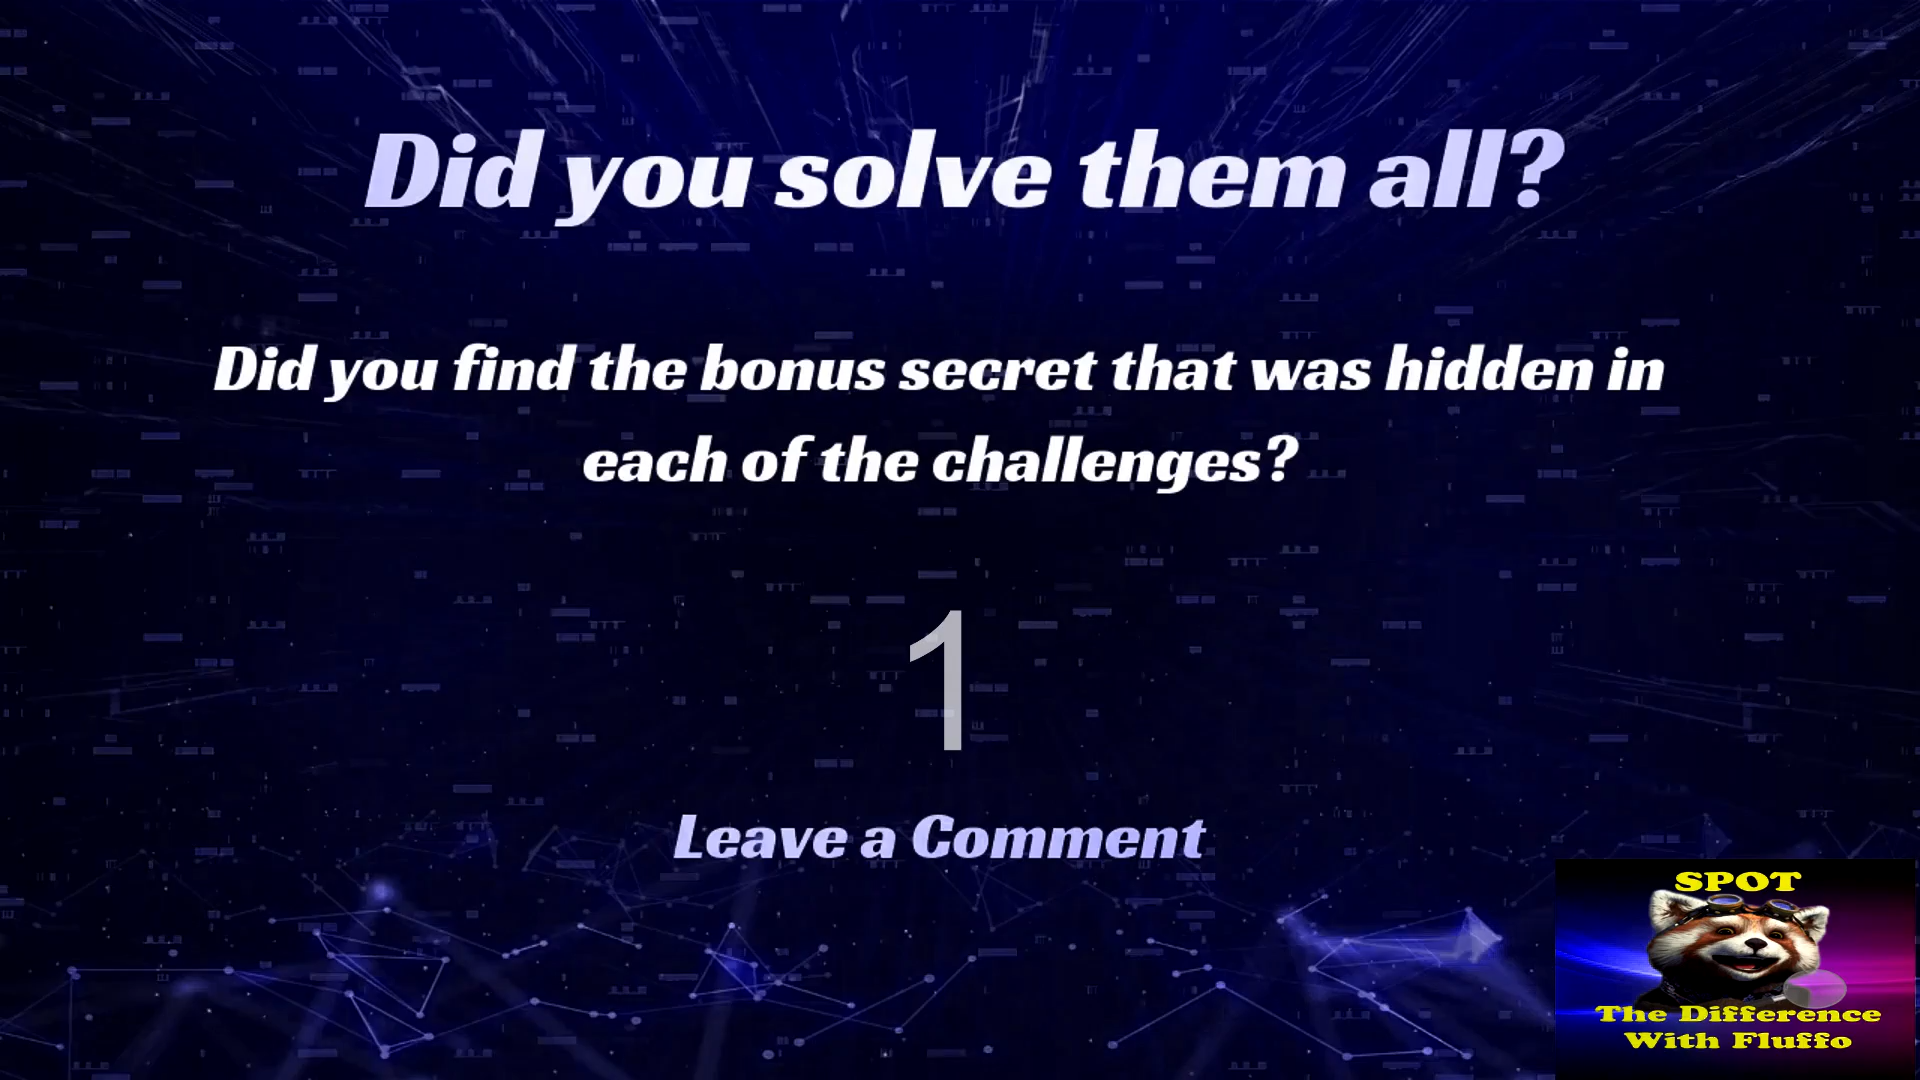 Did you solve them all?
Did you find the bonus secret that was hidden in
each of the challenges?
1
Leave a Comment
SPOT
The Difference
With Fluffo